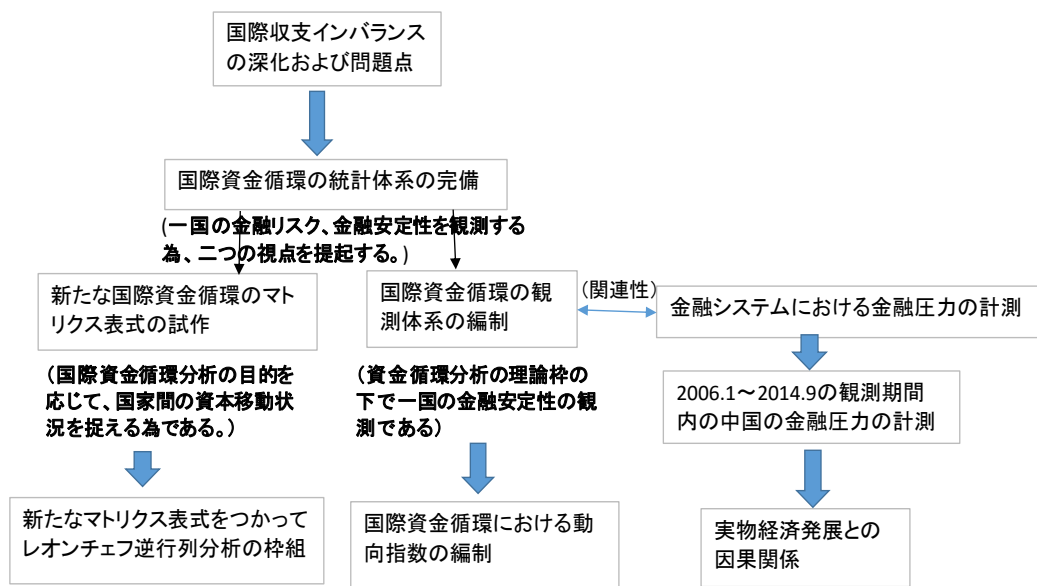 国際収支インバランス
の深化および問題点
国際資金循環の統計体系の完備
(一国の金融リスク、金融安定性を観測する
為、二つの視点を提起する。)
新たな国際資金循環のマト
リクス表式の試作
国際資金循環の観
測体系の編制
(関連性)
金融システムにおける金融圧力の計測
(国際資金循環分析の目的を
応じて、国家間の資本移動状
況を捉える為である。)
(資金循環分析の理論枠の
下で一国の金融安定性の観
測である)
2006.1～2014.9の観測期間
内の中国の金融圧力の計測
新たなマトリクス表式をつかって
レオンチェフ逆行列分析の枠組
国際資金循環における動
向指数の編制
実物経済発展との
因果関係